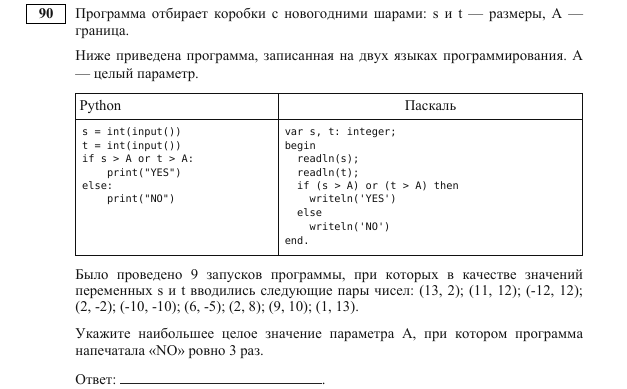 90
Программа отбирает коробки с новогодними шарами: s и t — размеры, A —
граница.
Ниже приведена программа, записанная на двух языках программирования. A
— целый параметр.
Python
s = int(input())
t = int(input())
if s > A or t > A:
    print("YES")
else:
    print("NO")
Паскаль
var s, t: integer;
begin
  readln(s);
  readln(t);
  if (s > A) or (t > A) then
    writeln('YES')
  else
    writeln('NO')
end.
Было проведено 9 запусков программы, при которых в качестве значений
переменных s и t вводились следующие пары чисел: (13, 2); (11, 12); (-12, 12);
(2, -2); (-10, -10); (6, -5); (2, 8); (9, 10); (1, 13).
Укажите наибольшее целое значение параметра A, при котором программа
напечатала «NO» ровно 3 раз.
Ответ: .